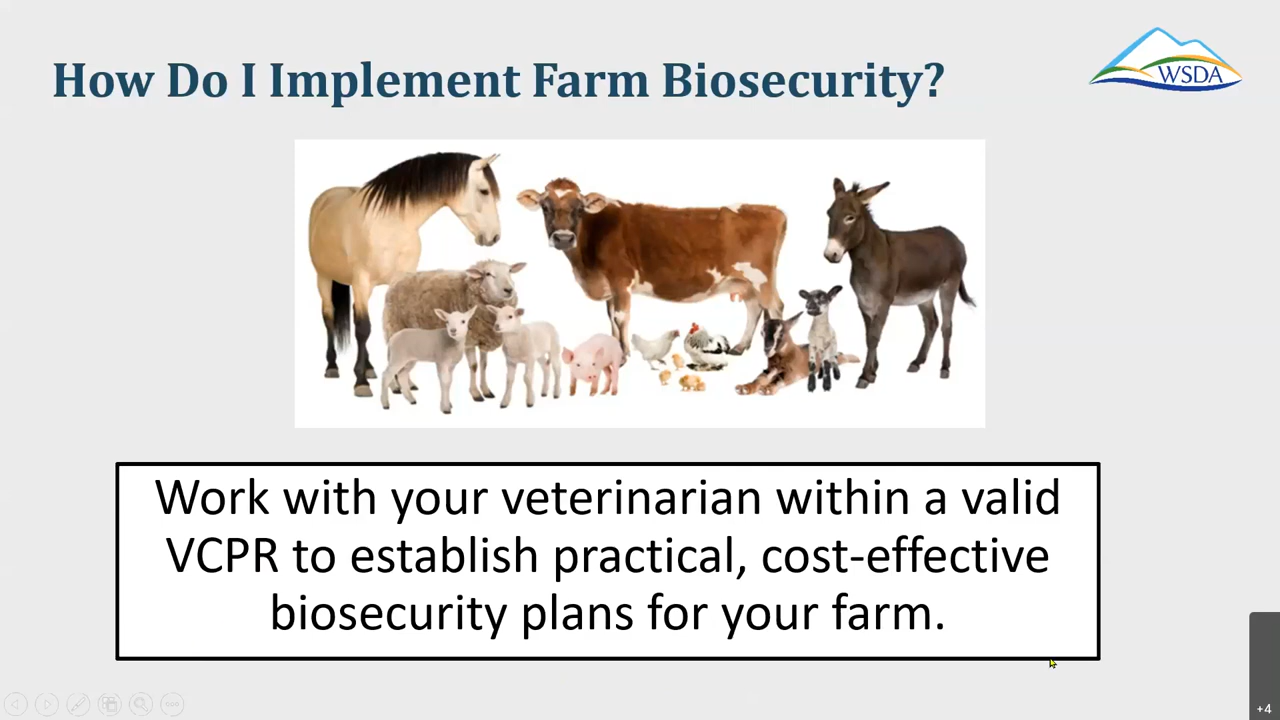 How Do I Implement Farm Biosecurity?
WSDA
Work with your veterinarian within a valid
VCPR to establish practical, cost-effective
biosecurity plans for your farm.
+4